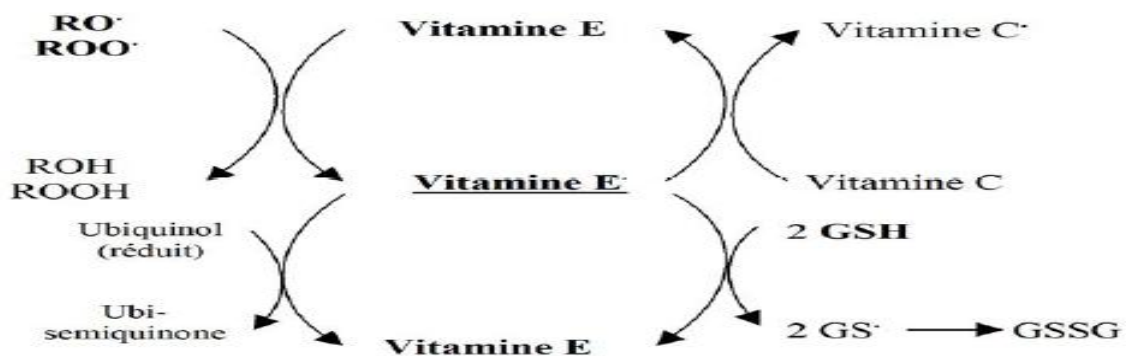 RO· Vitamine E Vitamine C·
ROO·
ROH
ROOH Vitamine E· Vitamine C
Ubiquinol
(réduit) 2 GSH
Ubi-
semiquinone Vitamine E 2 GS· GSSG